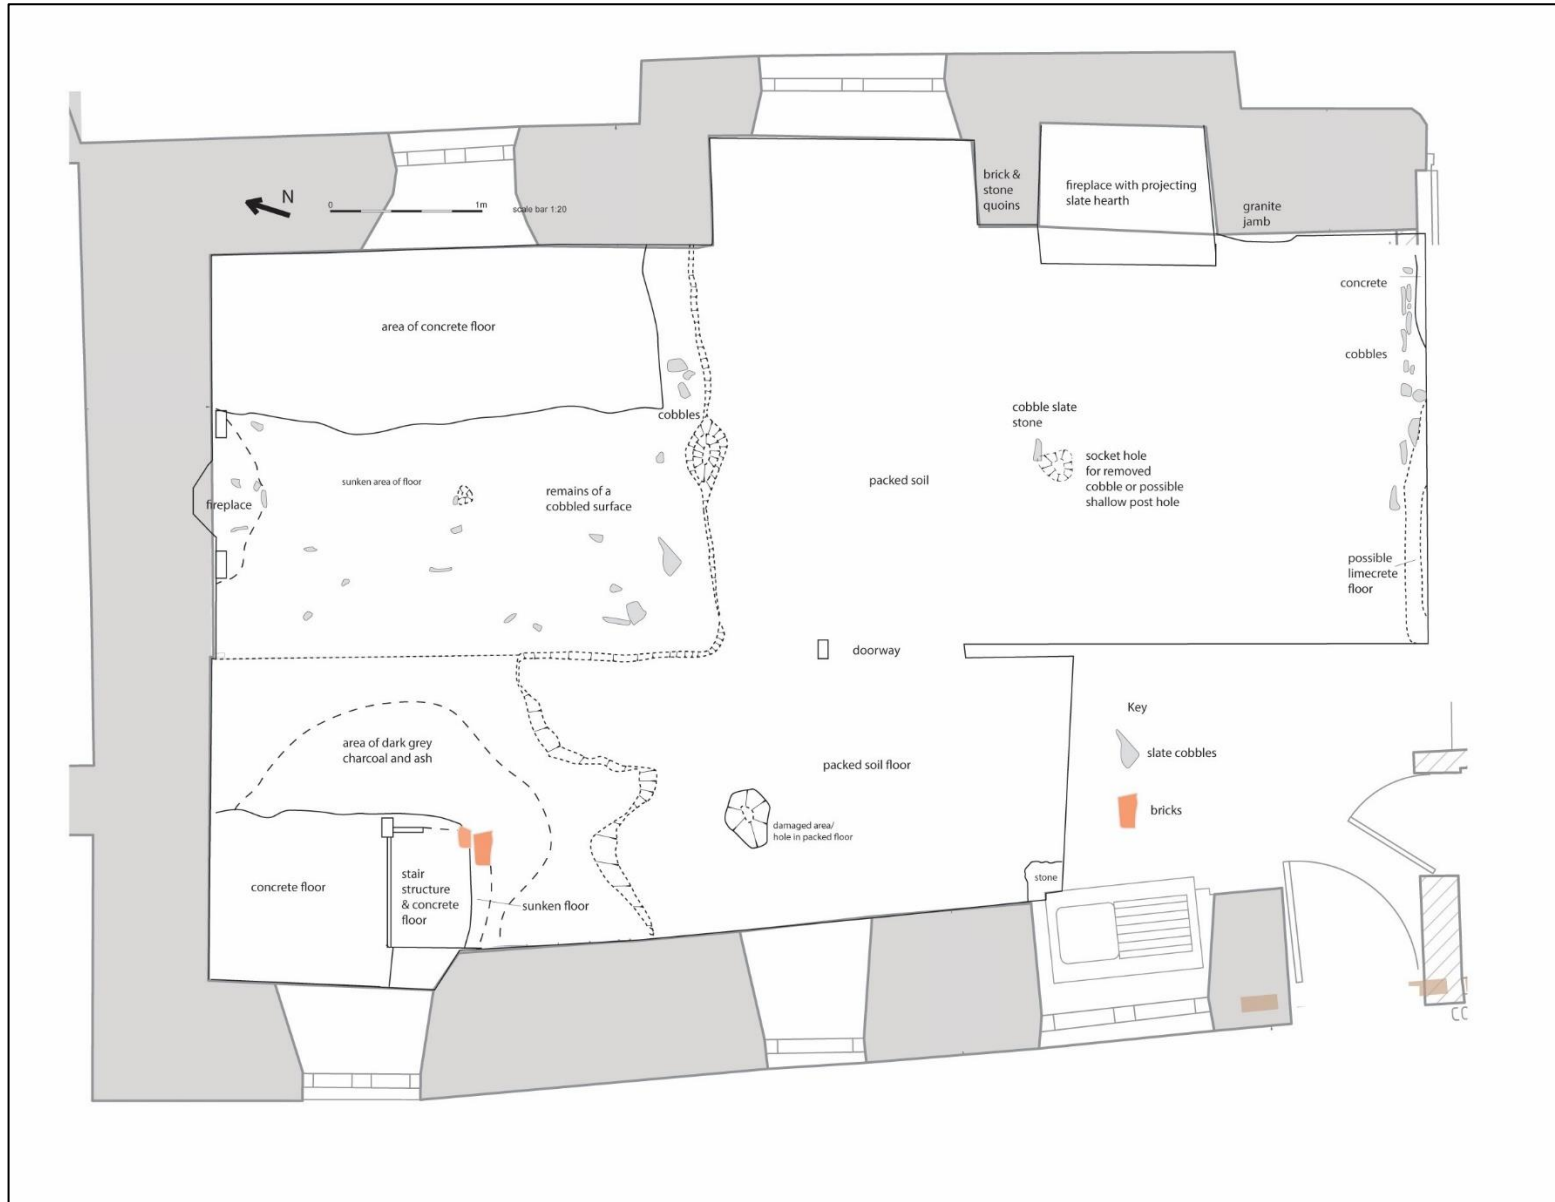 brick &
stone
quoins
fireplace with projecting
slate hearth
granite
jamb
N
0
1m
scale bar 1:20
concrete
area of concrete floor
cobbles
cobbles
cobble slate
stone
socket hole
for removed
cobble or possible
shallow post hole
packed soil
sunken area of floor
remains of a
cobbled surface
fireplace
possible
limecrete
floor
doorway
Key
slate cobbles
bricks
area of dark grey
charcoal and ash
packed soil floor
damaged area/
hole in packed floor
stone
concrete floor
stair
structure
& concrete
floor
sunken floor